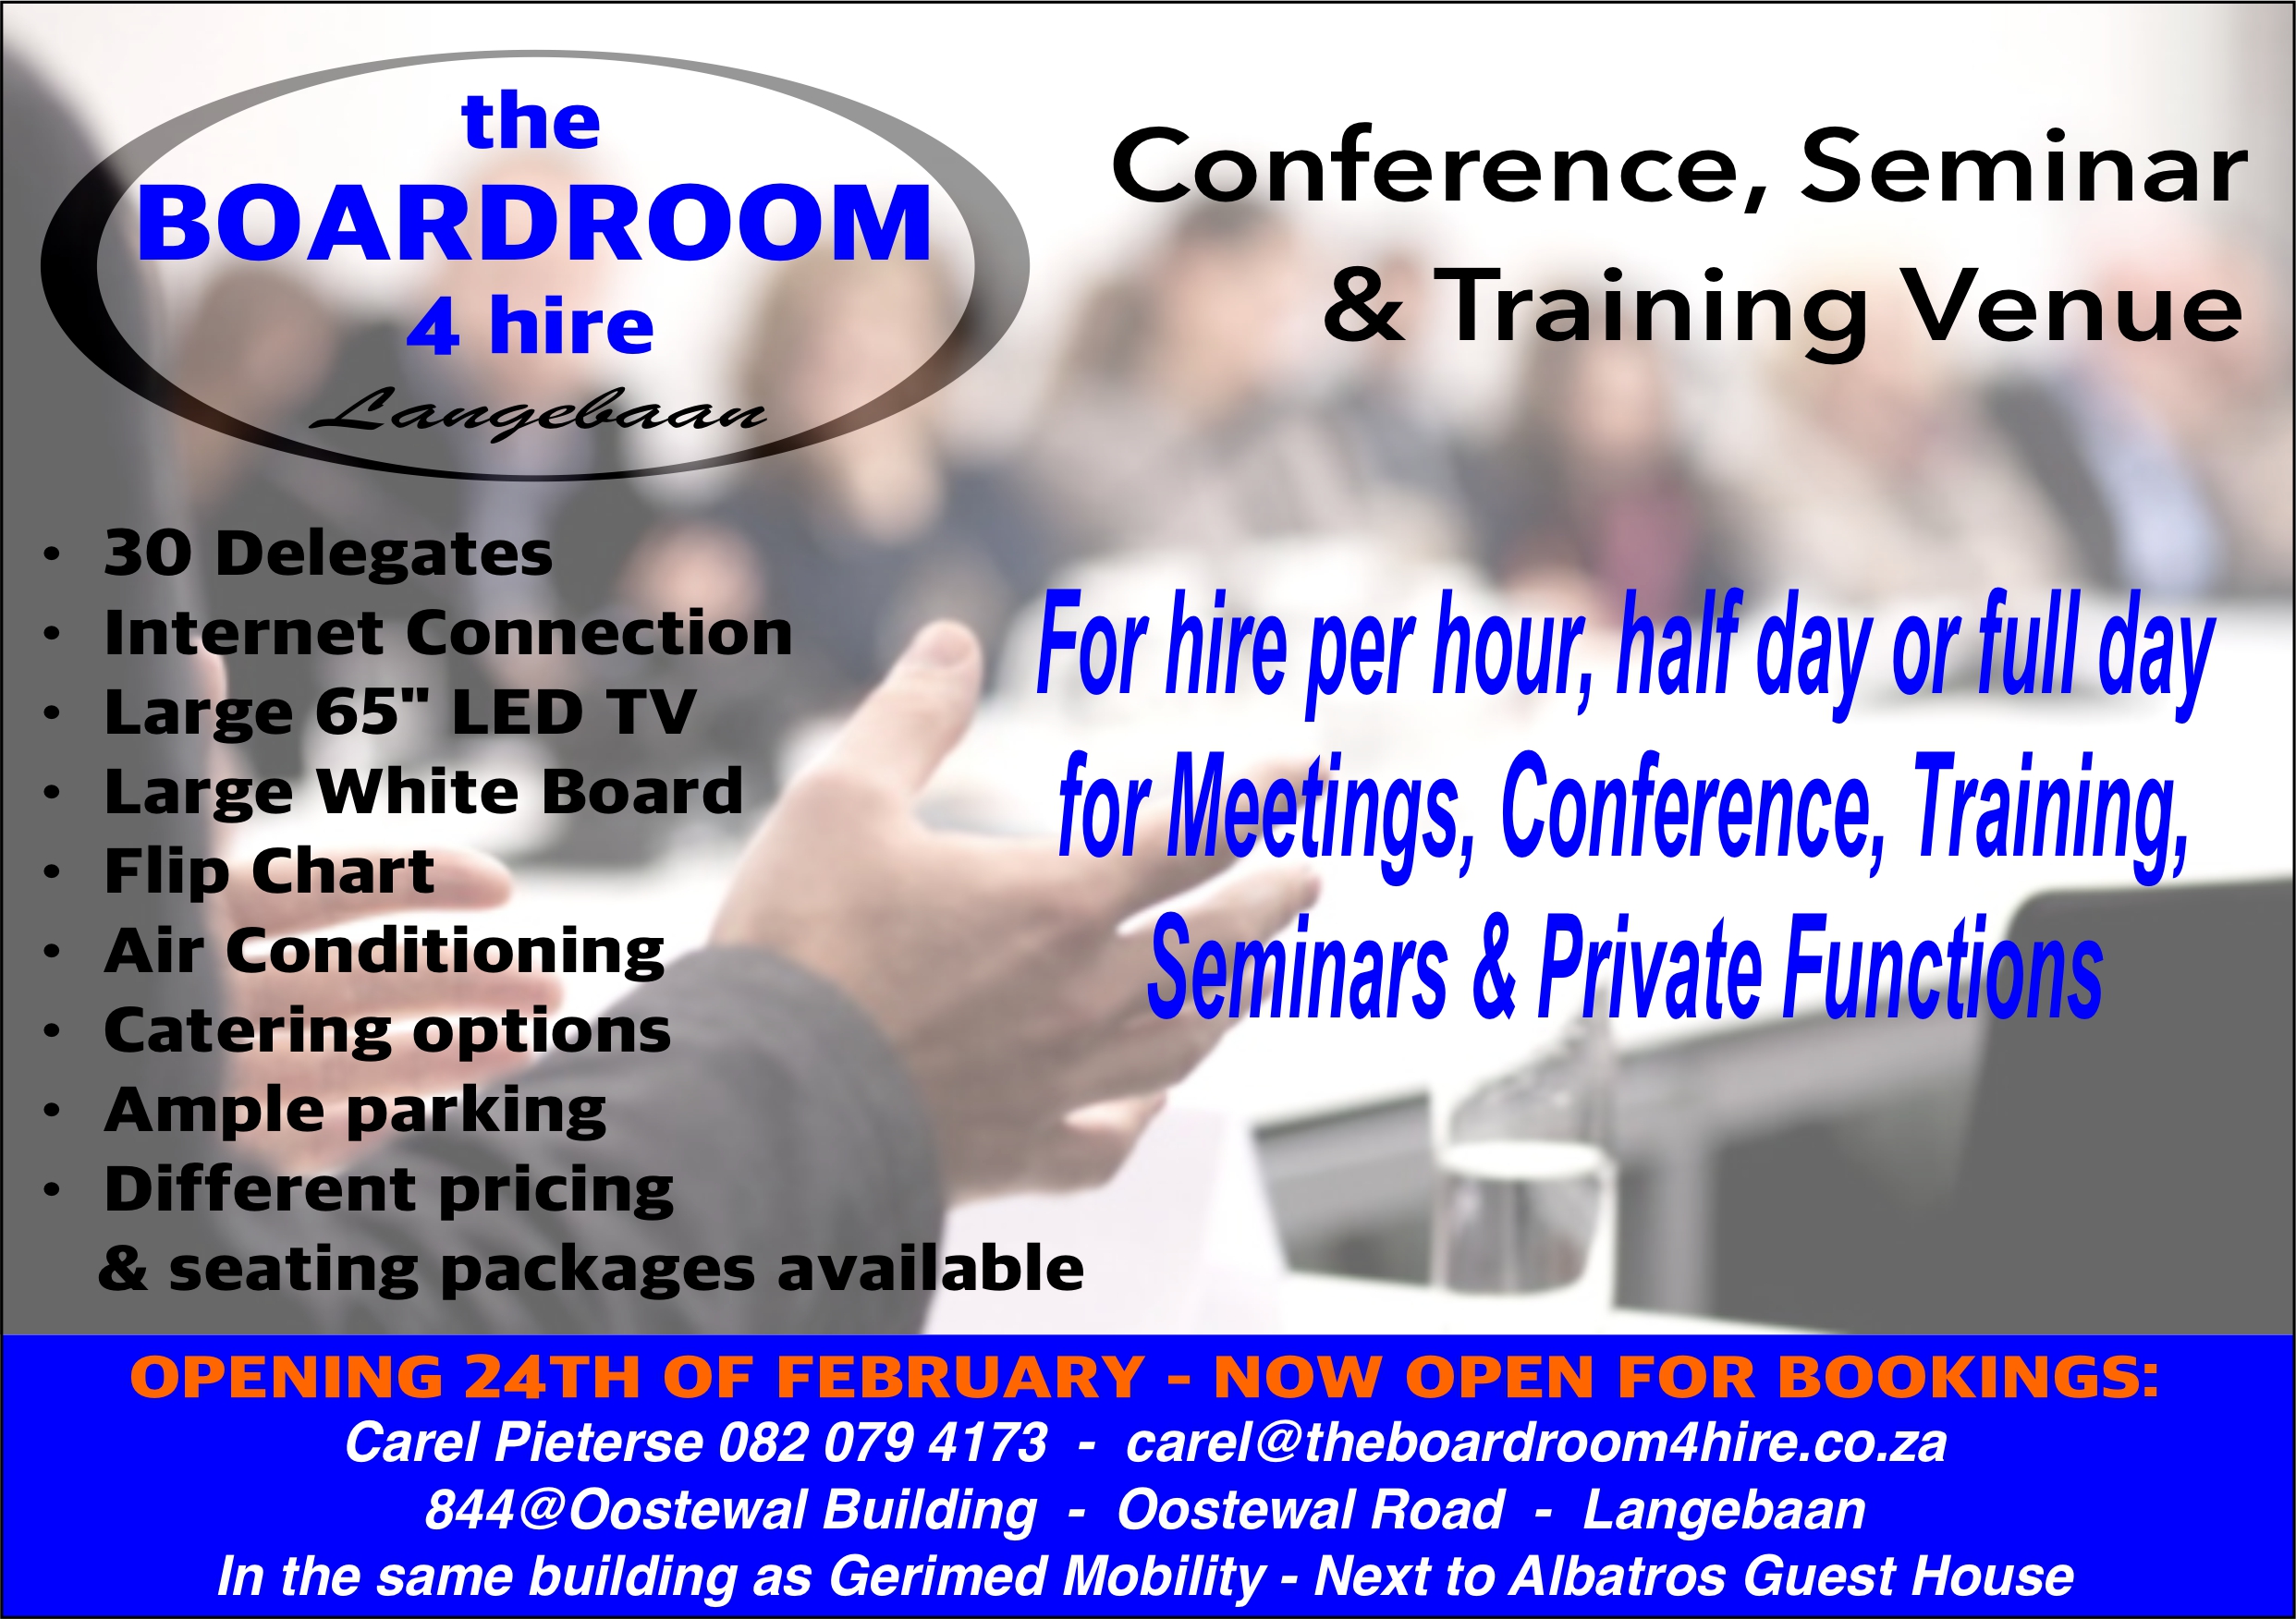 the
BOARDROOM
4 hire
Langebaan
Conference, Seminar
& Training Venue
• 30 Delegates
• Internet Connection
• Large 65" LED TV
• Large White Board
• Flip Chart
• Air Conditioning
• Catering options
• Ample parking
• Different pricing
& seating packages available
For hire per hour, half day or full day
for Meetings, Conference, Training,
Seminars & Private Functions
OPENING 24TH OF FEBRUARY - NOW OPEN FOR BOOKINGS:
Carel Pieterse 082 079 4173 - carel@theboardroom4hire.co.za
844@Oostewal Building - Oostewal Road - Langebaan
In the same building as Gerimed Mobility - Next to Albatros Guest House